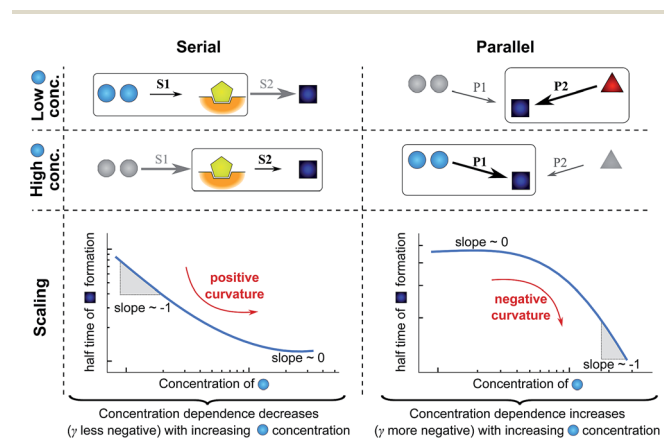 Serial
Parallel
Low
conc.
S1
S2
P1
P2
High
conc.
S1
S2
P1
P2
Scaling
half time of formation
positive
curvature
slope ~ -1
slope ~ 0
Concentration of
half time of formation
slope ~ 0
negative
curvature
slope ~ -1
Concentration of
Concentration dependence decreases
(γ less negative) with increasing concentration
Concentration dependence increases
(γ more negative) with increasing concentration